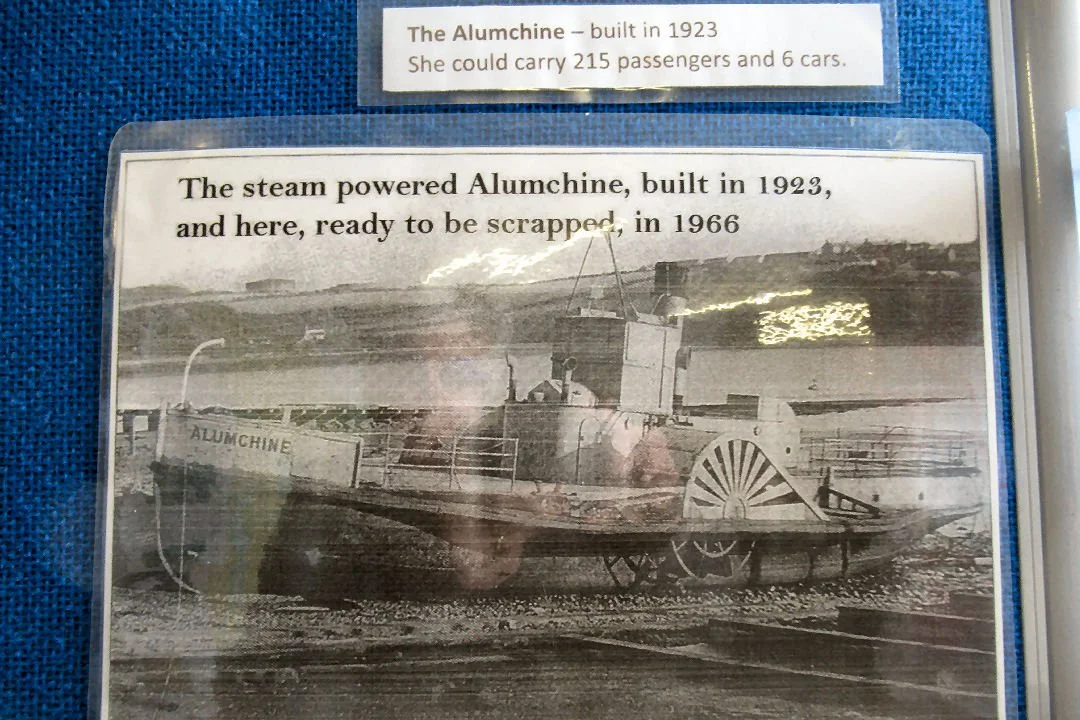 The Alumchine – built in 1923
She could carry 215 passengers and 6 cars.
The steam powered Alumchine, built in 1923,
and here, ready to be scrapped, in 1966
ALUMCHINE